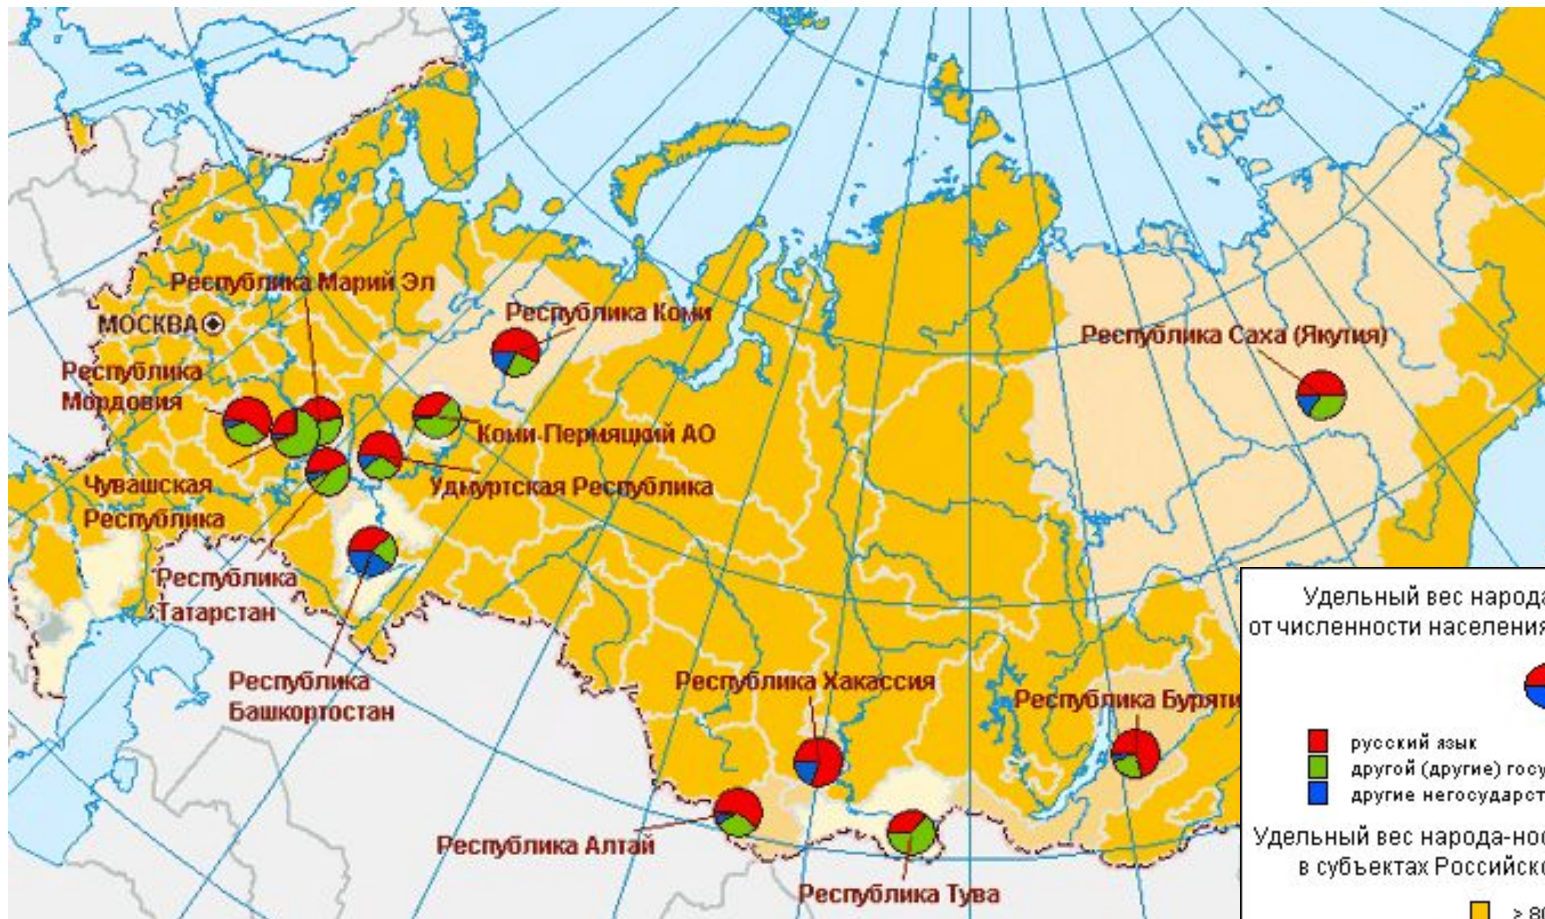 Республика Марий Эл
МОСКВА
Республика Коми
Республика Саха (Якутия)
Республика
Мордовия
Коми-Пермяцкий АО
Чувашская
Республика
Удмуртская Республика
Республика
Татарстан
Республика
Башкортостан
Республика Хакассия
Республика Буряти
Республика Алтай
Республика Тува
Удельный вес народа
от численности населения
русский язык
другой (другие) госу
другие негосударст
Удельный вес народа-нос
в субъектах Российско
> 80